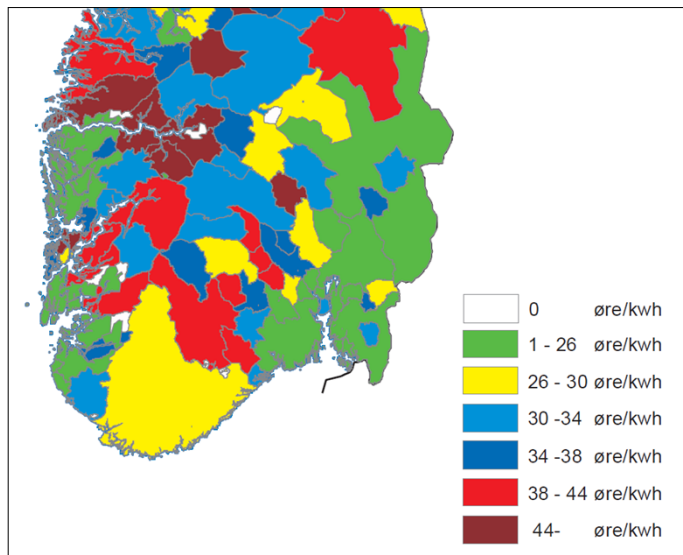 0 øre/kwh
1 - 26 øre/kwh
26 - 30 øre/kwh
30 -34 øre/kwh
34 -38 øre/kwh
38 - 44 øre/kwh
44- øre/kwh